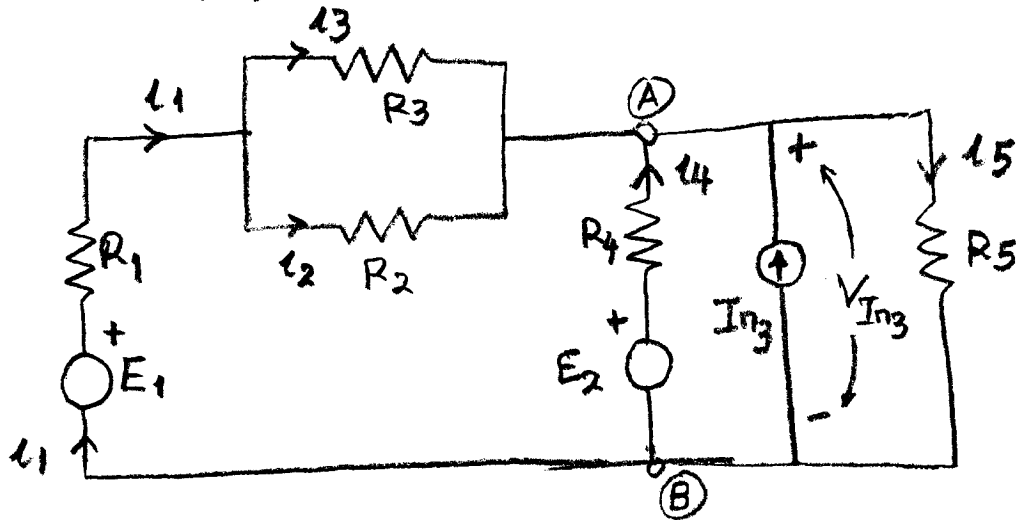 i3
R3
i1
A
+
i5
i4
R1
R4
R5
i2
R2
In3
VIn3
+
+
E1
E2
-
i1
B